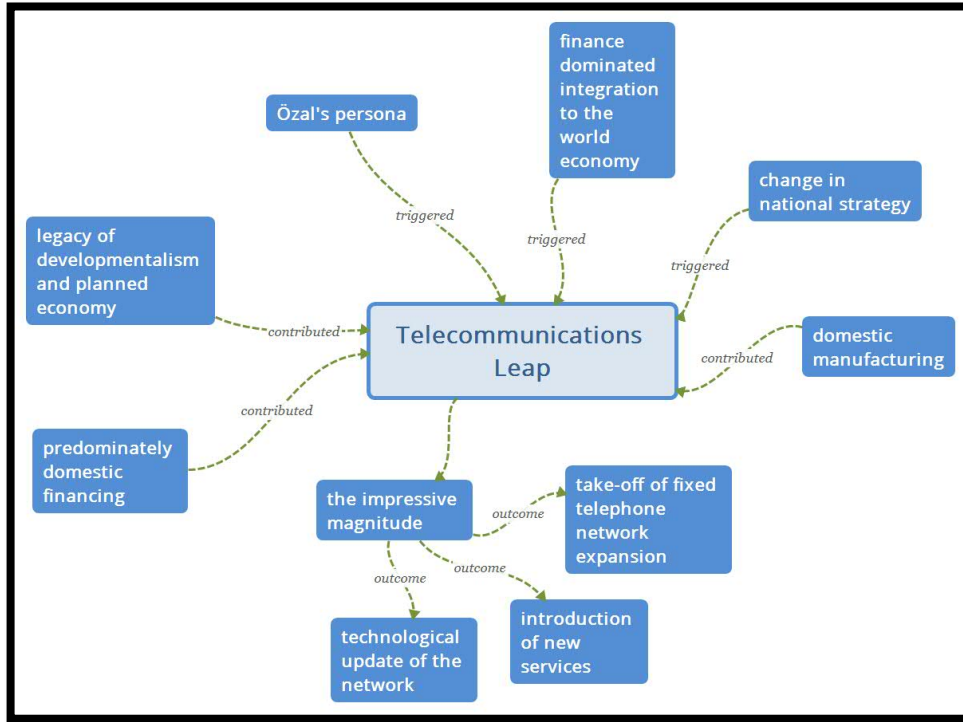 finance
dominated
integration
to the
world
economy
Özal's persona
change in
national strategy
triggered
triggered
triggered
legacy of
developmentalism
and planned
economy
contributed
Telecommunications
Leap
domestic
manufacturing
contributed
contributed
predominately
domestic
financing
the impressive
magnitude
take-off of fixed
telephone
network
expansion
outcome
outcome
outcome
technological
update of the
network
introduction
of new
services